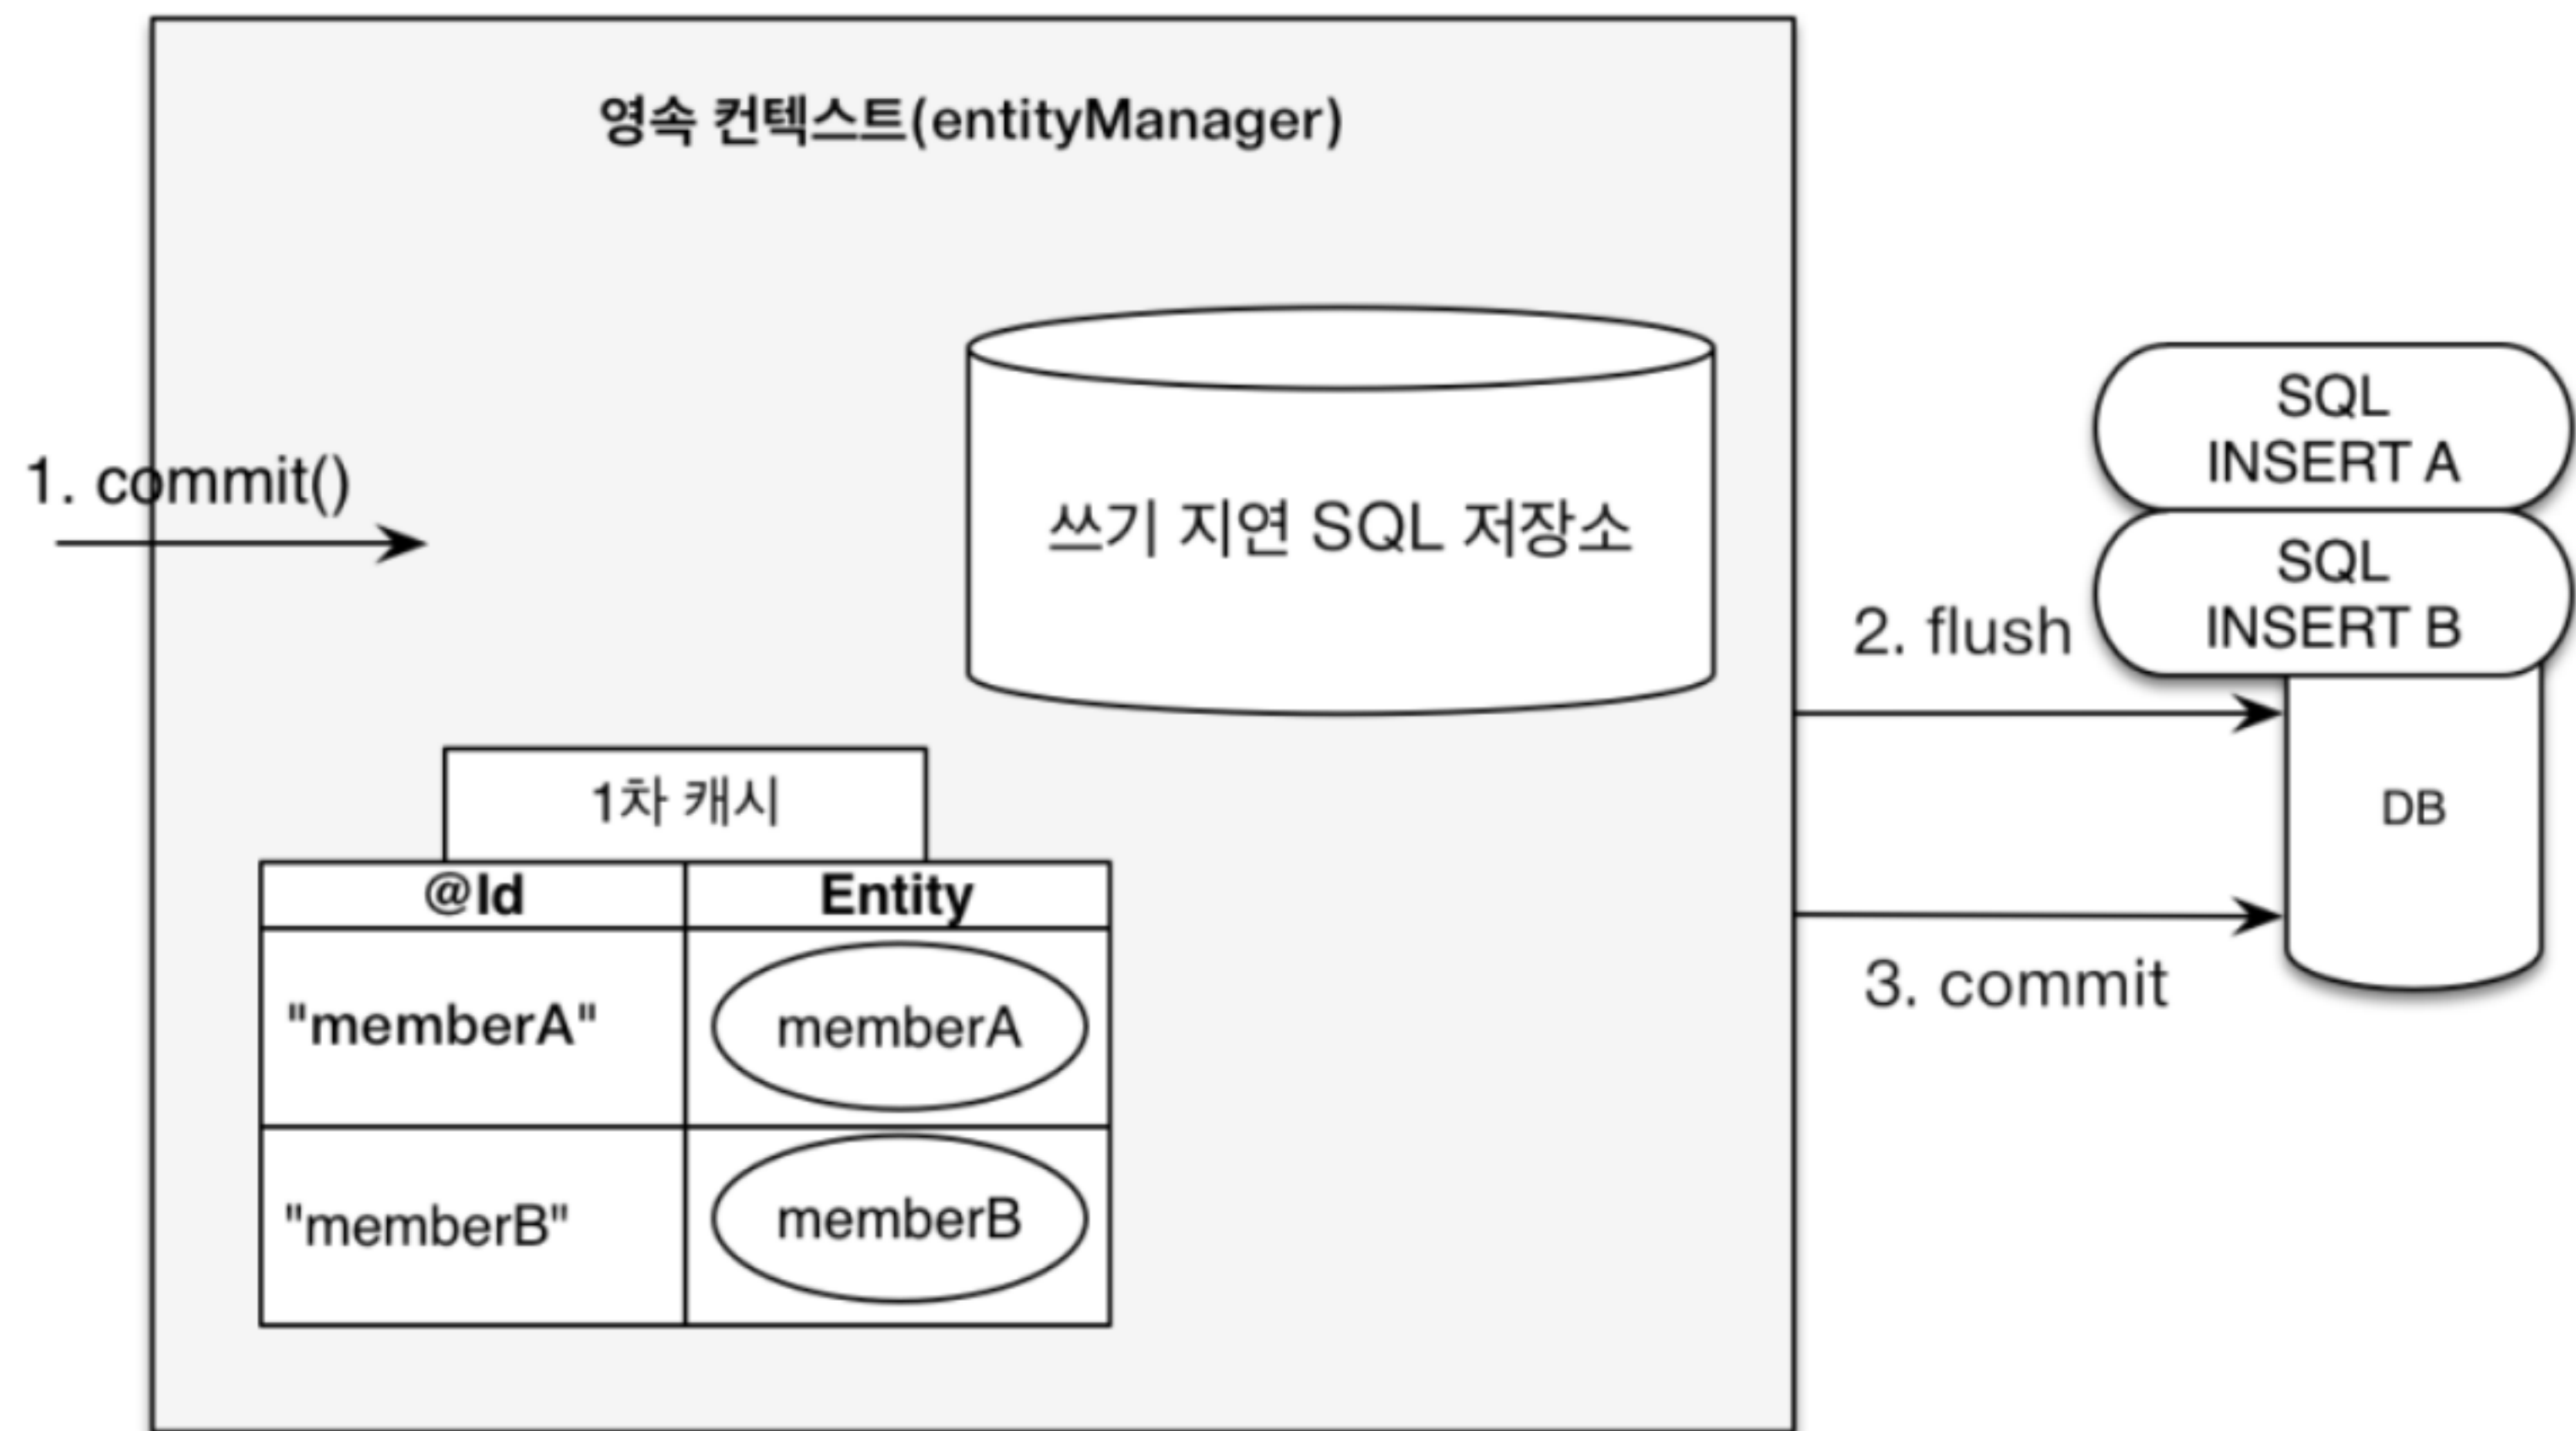 영속 컨텍스트(entityManager)
1. commit()
쓰기 지연 SQL 저장소
SQL
INSERT A
SQL
INSERT B
2. flush
DB
3. commit
1차 캐시
@Id Entity
"memberA" memberA
"memberB" memberB